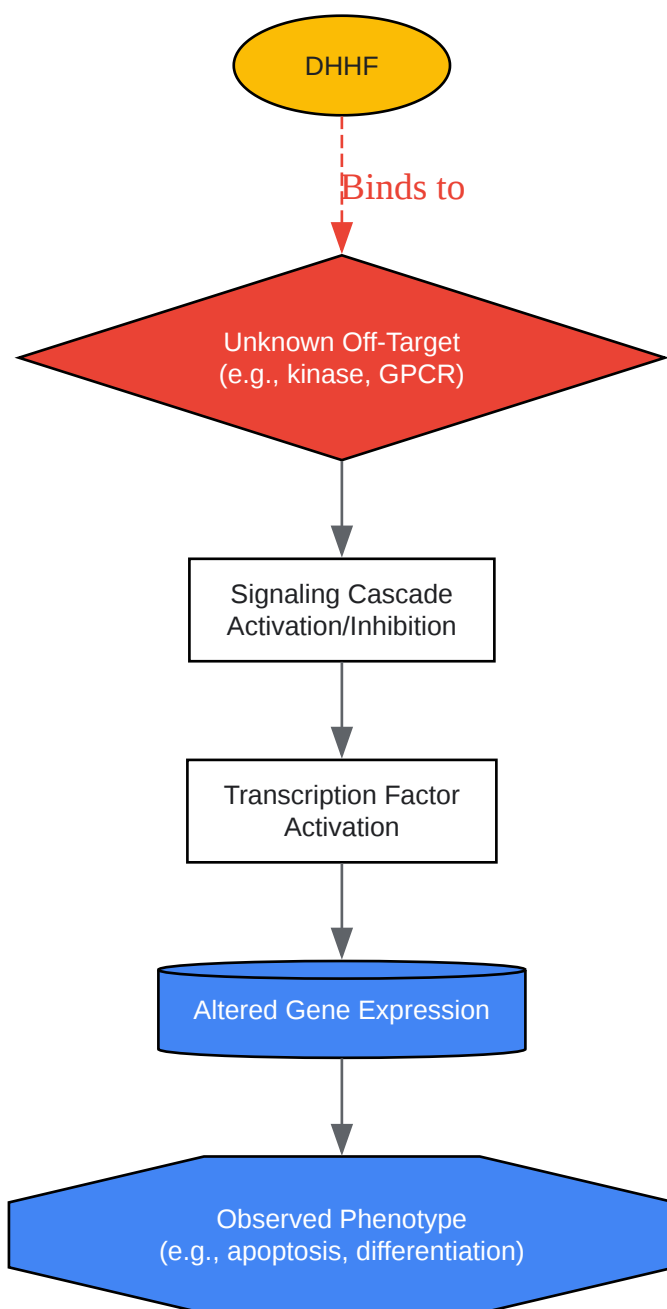 DHHF
Binds to
Unknown Off-Target
(e.g., kinase, GPCR)
Signaling Cascade
Activation/Inhibition
Transcription Factor
Activation
Altered Gene Expression
Observed Phenotype
(e.g., apoptosis, differentiation)